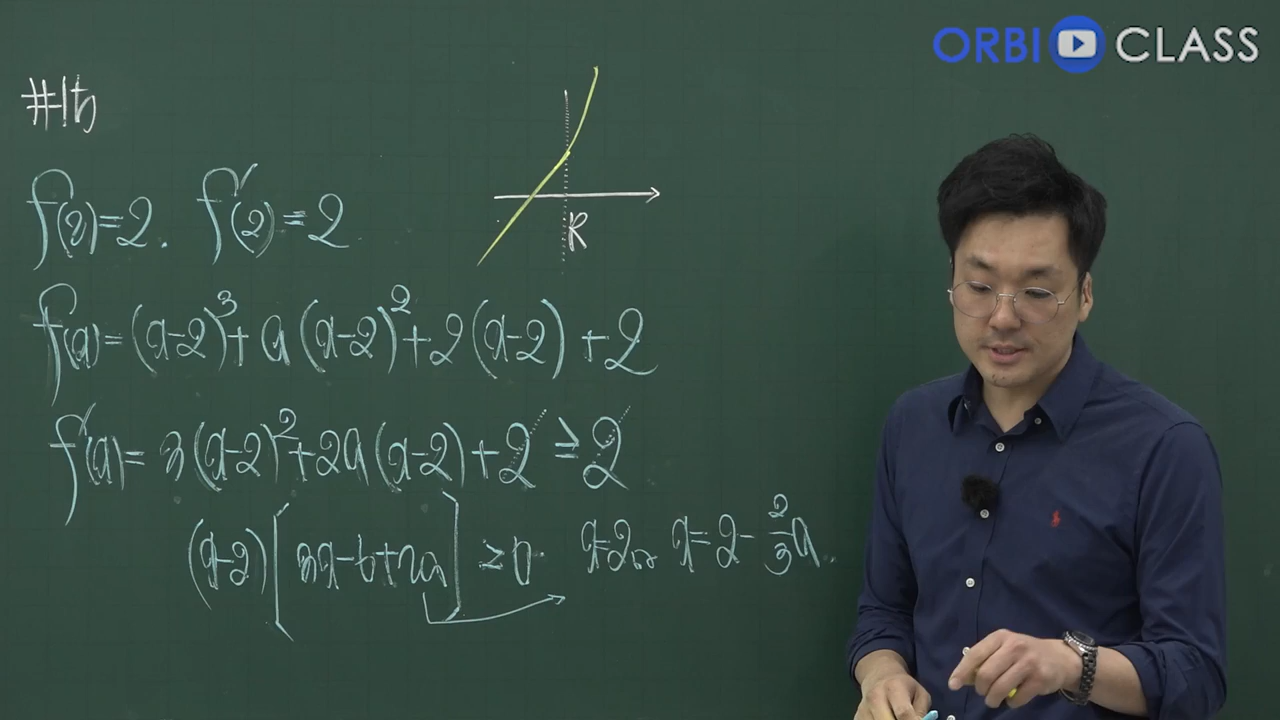 ORBI CLASS
#15
f(2)=2. f'(2)=2
k
f(x)=(x-2)³+a(x-2)²+2(x-2)+2
f'(x)=3(x-2)²+2a(x-2)+2≥2
(x-2)[3x-6+2a]≥0 x=2 or x=2-2/3a.